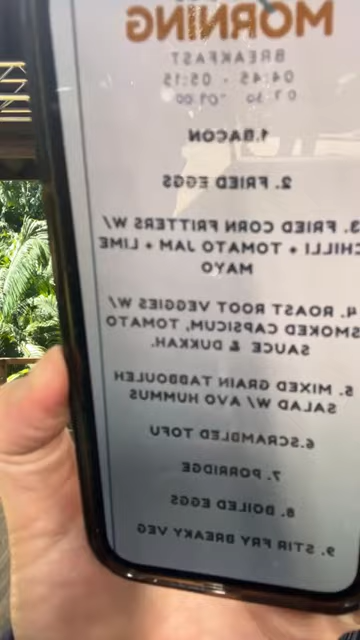 MORNING
BREAKFAST
04:45 - 05:15
1.BACON
2. FRIED EGGS
3. FRIED CORN FRITTERS W/
CHILLI + TOMATO JAM + LIME
MAYO
4. ROAST ROOT VEGGIES W/
SMOKED CAPSICUM, TOMATO
SAUCE & DUKKAH.
5. MIXED GRAIN TABBOULEH
SALAD W/ AVO HUMMUS
6.SCRAMBLED TOFU
7. PORRIDGE
8. BOILED EGGS
9. STIR FRY BREAKY VEG